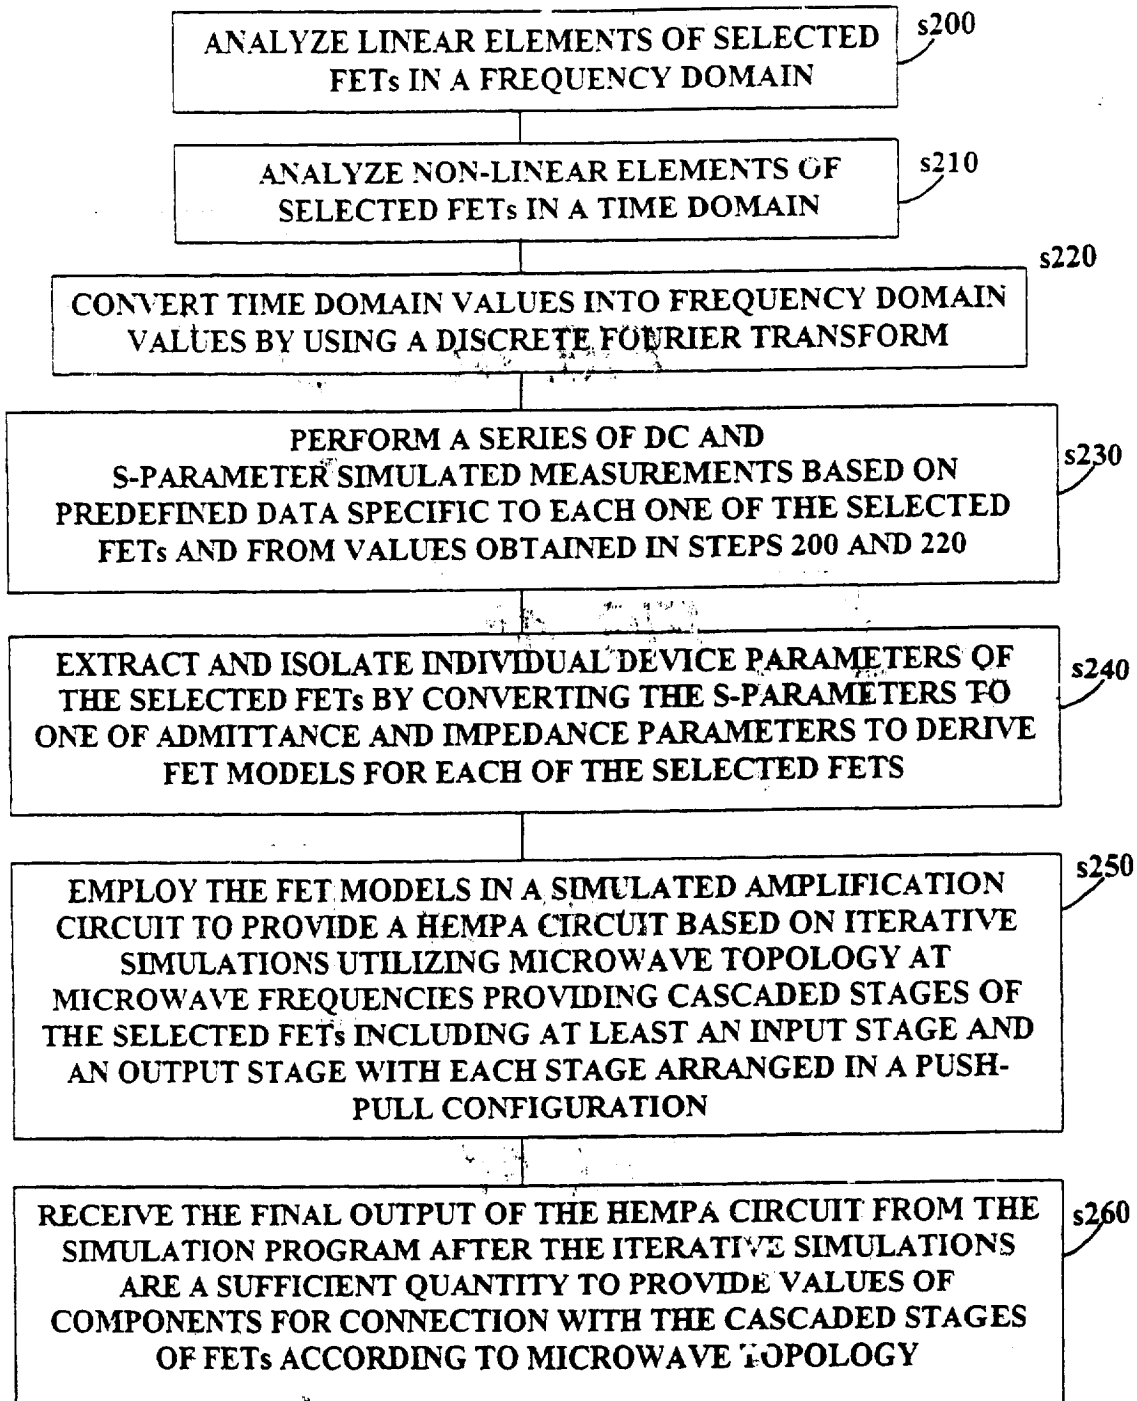 ANALYZE LINEAR ELEMENTS OF SELECTED
FETs IN A FREQUENCY DOMAIN
s200
ANALYZE NON-LINEAR ELEMENTS OF
SELECTED FETs IN A TIME DOMAIN
s210
CONVERT TIME DOMAIN VALUES INTO FREQUENCY DOMAIN
VALUES BY USING A DISCRETE FOURIER TRANSFORM
s220
PERFORM A SERIES OF DC AND
S-PARAMETER SIMULATED MEASUREMENTS BASED ON
PREDEFINED DATA SPECIFIC TO EACH ONE OF THE SELECTED
FETs AND FROM VALUES OBTAINED IN STEPS 200 AND 220
s230
EXTRACT AND ISOLATE INDIVIDUAL DEVICE PARAMETERS OF
THE SELECTED FETs BY CONVERTING THE S-PARAMETERS TO
ONE OF ADMITTANCE AND IMPEDANCE PARAMETERS TO DERIVE
FET MODELS FOR EACH OF THE SELECTED FETS
s240
EMPLOY THE FET MODELS IN A SIMULATED AMPLIFICATION
CIRCUIT TO PROVIDE A HEMPA CIRCUIT BASED ON ITERATIVE
SIMULATIONS UTILIZING MICROWAVE TOPOLOGY AT
MICROWAVE FREQUENCIES PROVIDING CASCADED STAGES OF
THE SELECTED FETs INCLUDING AT LEAST AN INPUT STAGE AND
AN OUTPUT STAGE WITH EACH STAGE ARRANGED IN A PUSH-
PULL CONFIGURATION
s250
RECEIVE THE FINAL OUTPUT OF THE HEMPA CIRCUIT FROM THE
SIMULATION PROGRAM AFTER THE ITERATIVE SIMULATIONS
ARE A SUFFICIENT QUANTITY TO PROVIDE VALUES OF
COMPONENTS FOR CONNECTION WITH THE CASCADED STAGES
OF FETs ACCORDING TO MICROWAVE TOPOLOGY
s260